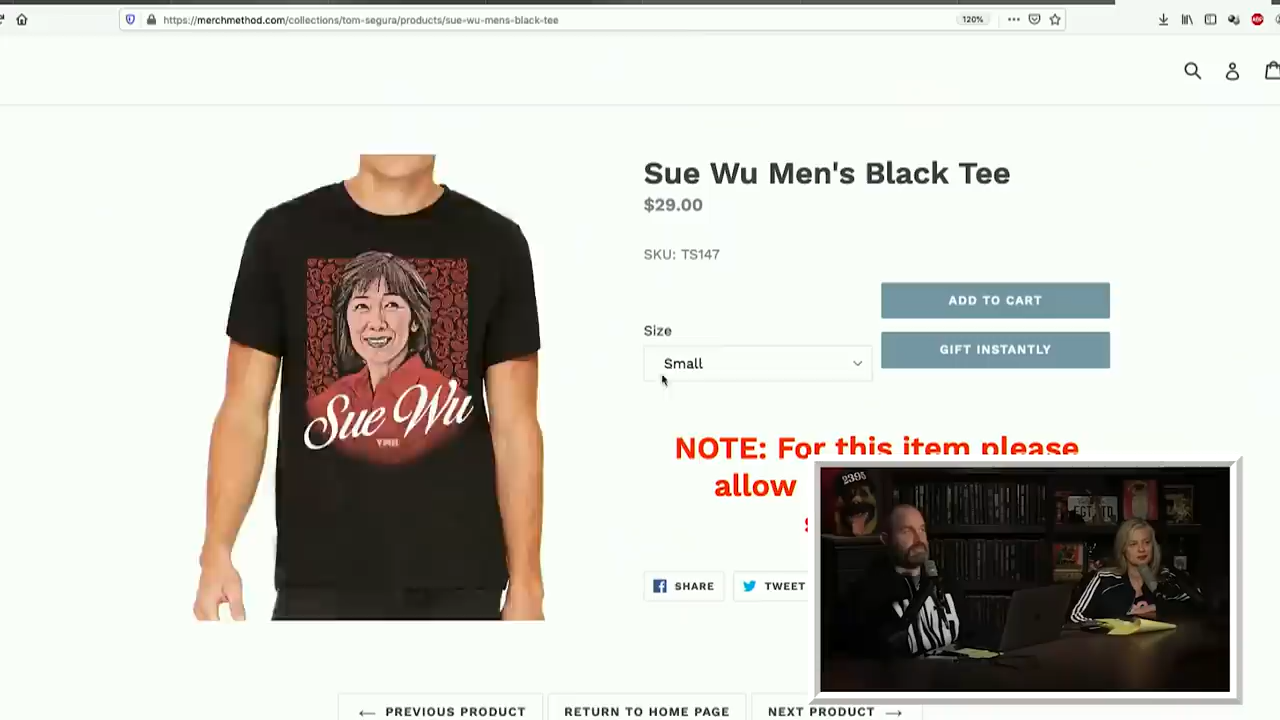 https://merchmethod.com/collections/tom-segura/products/sue-wu-mens-black-tee
120%
Sue Wu Men's Black Tee
$29.00
SKU: TS147
ADD TO CART
Size
GIFT INSTANTLY
Small
Sue Wu
YMH
NOTE: For this item please
allow
2395
SHARE
TWEET
PREVIOUS PRODUCT
RETURN TO HOME PAGE
NEXT PRODUCT